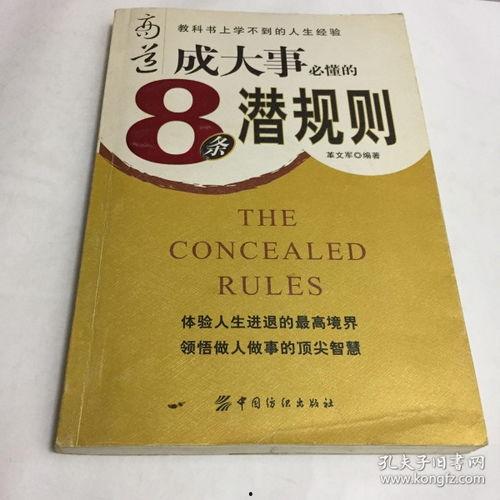 商道
教科书上学不到的人生经验
成大事必懂的
8条潜规则
革文军◎编著
THE
CONCEALED
RULES
体验人生进退的最高境界
领悟做人做事的顶尖智慧
中国纺织出版社
孔夫子旧书网
www.kongfz.com